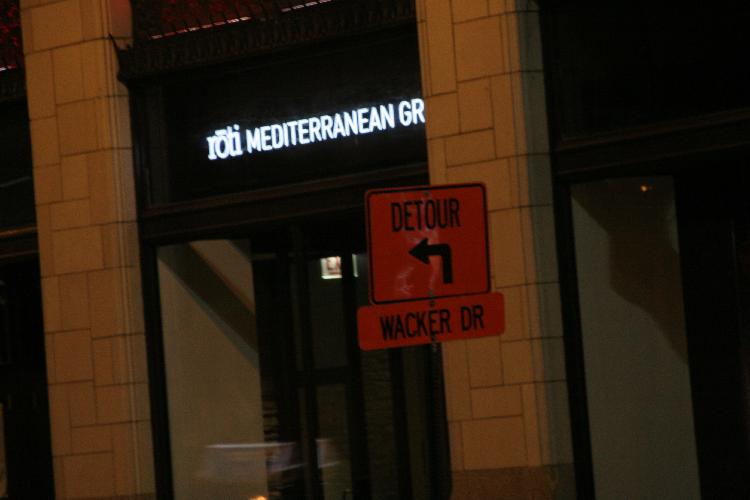 rōti MEDITERRANEAN GR
DETOUR
WACKER DR